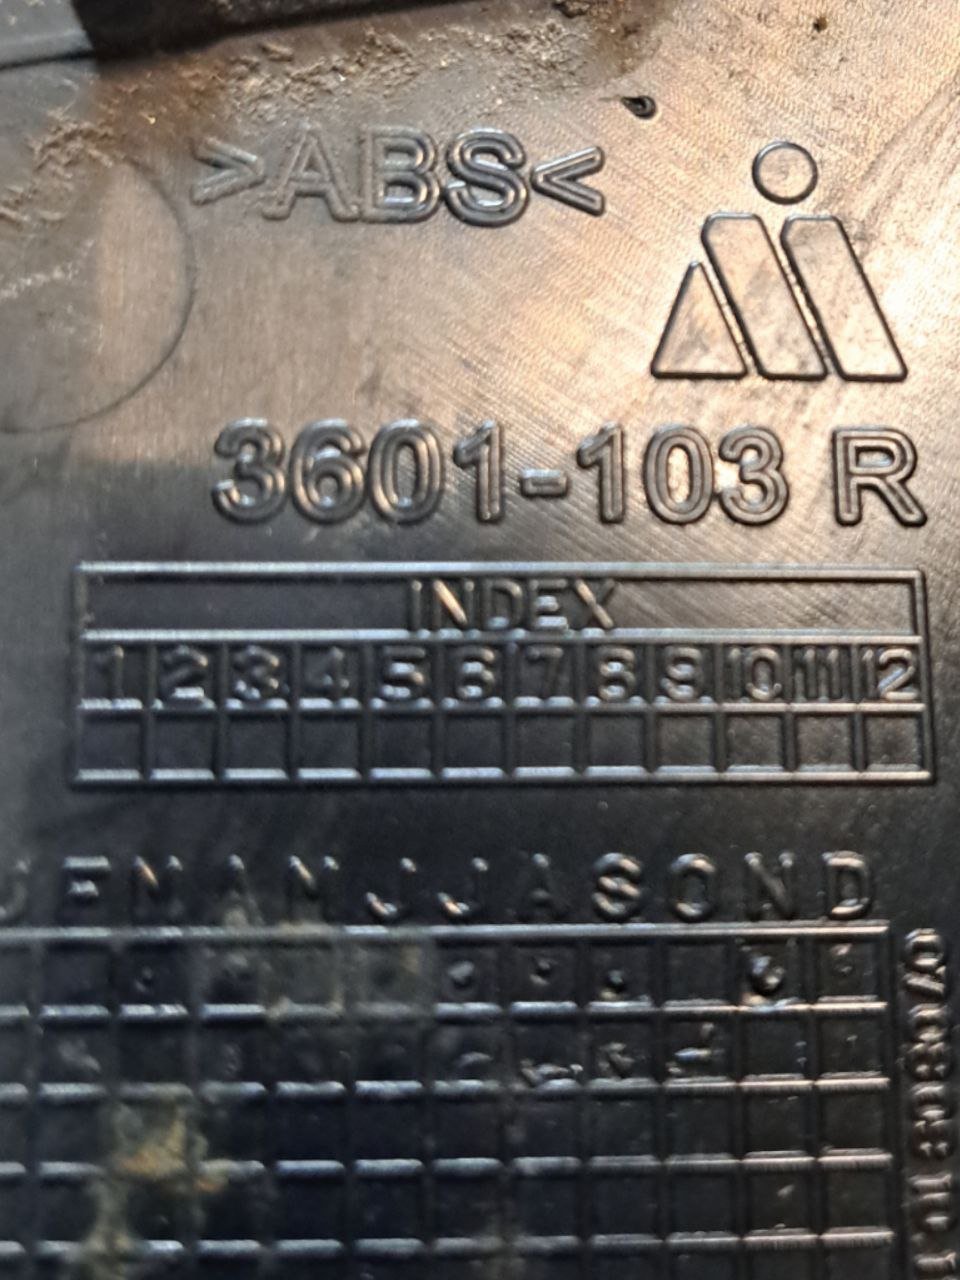 >ABS<
3601-103 R
INDEX
1 2 3 4 5 6 7 8 9 10 11 12
J F M A M J J A S O N D